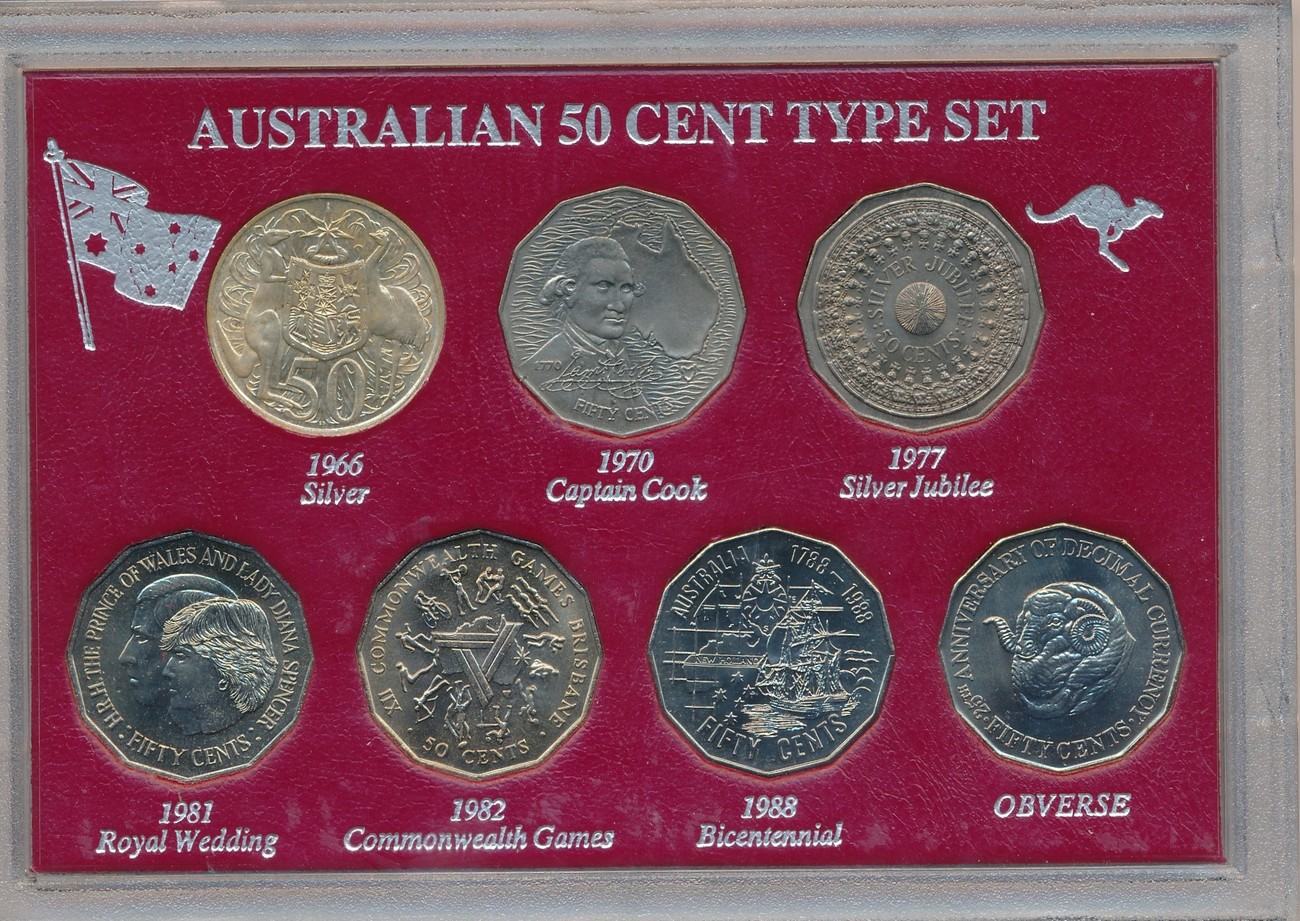 AUSTRALIAN 50 CENT TYPE SET
50
1770
FIFTY CEN
SILVER JUBILEE
50 CENTS
1966
Silver
1970
Captain Cook
1977
Silver Jubilee
H.R.H. THE PRINCE OF WALES AND LADY DIANA SPENCER
· FIFTY CENTS ·
XII COMMONWEALTH GAMES BRISBANE
· 50 CENTS ·
AUSTRALIA 1788-1988
NEW HOLLAND
FIFTY CENTS
25TH ANNIVERSARY OF DECIMAL CURRENCY
· FIFTY CENTS ·
1981
Royal Wedding
1982
Commonwealth Games
1988
Bicentennial
OBVERSE